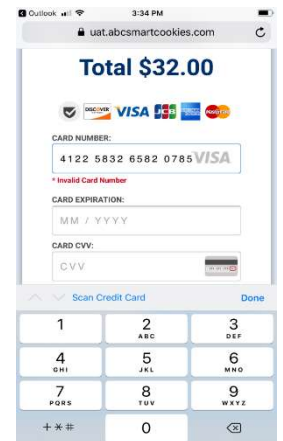 Outlook 3:34 PM
uat.abcsmartcookies.com
Total $32.00
DISCOVER VISA JCB
CARD NUMBER:
4122 5832 6582 0785 VISA
* Invalid Card Number
CARD EXPIRATION:
MM / YYYY
CARD CVV:
CVV
Scan Credit Card Done
1 2 3
ABC DEF
4 5 6
GHI JKL MNO
7 8 9
PQRS TUV WXYZ
+ * # 0